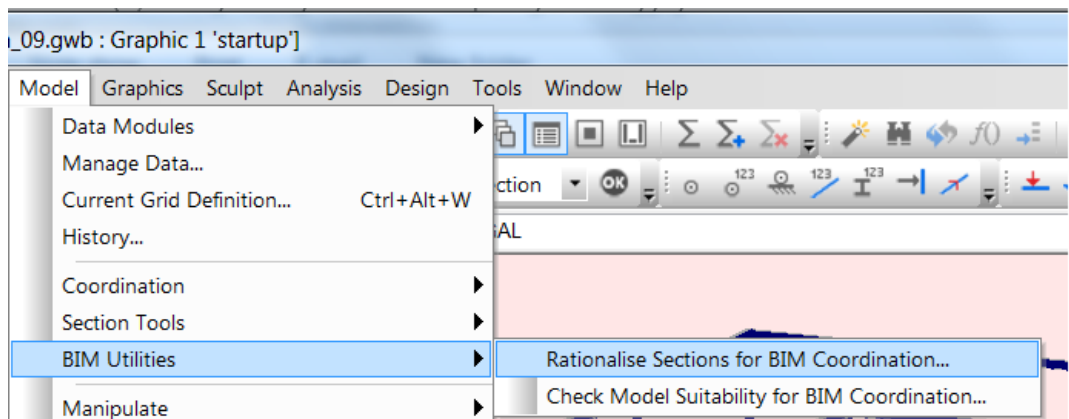 _09.gwb : Graphic 1 'startup']
Model Graphics Sculpt Analysis Design Tools Window Help
Data Modules
Manage Data...
Current Grid Definition... Ctrl+Alt+W
History...
Coordination
Section Tools
BIM Utilities
Manipulate
Rationalise Sections for BIM Coordination...
Check Model Suitability for BIM Coordination...
f()
ction OK 123 123 123